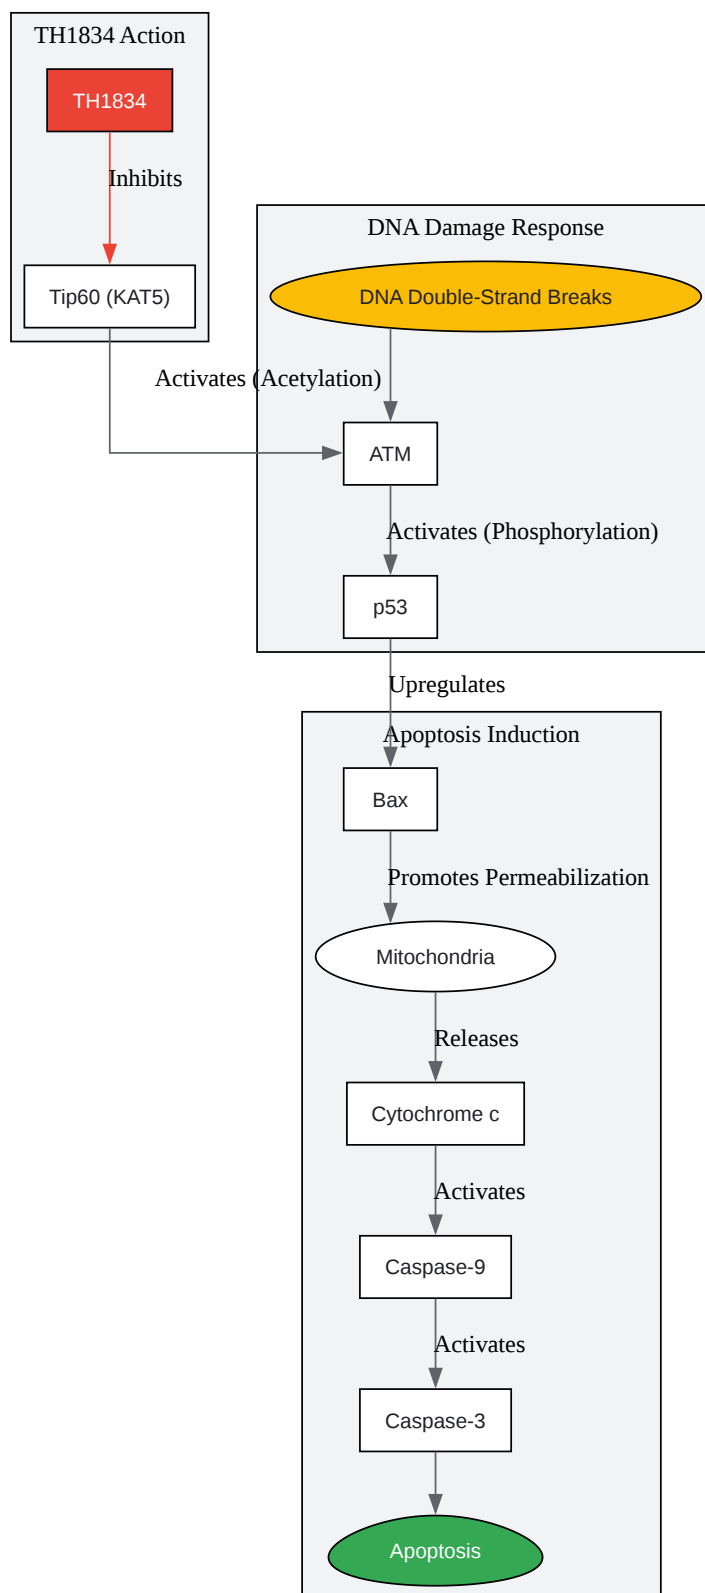 TH1834 Action
TH1834
Inhibits
Tip60 (KAT5)
DNA Damage Response
DNA Double-Strand Breaks
Activates (Acetylation)
ATM
Activates (Phosphorylation)
p53
Upregulates
Apoptosis Induction
Bax
Promotes Permeabilization
Mitochondria
Releases
Cytochrome c
Activates
Caspase-9
Activates
Caspase-3
Apoptosis